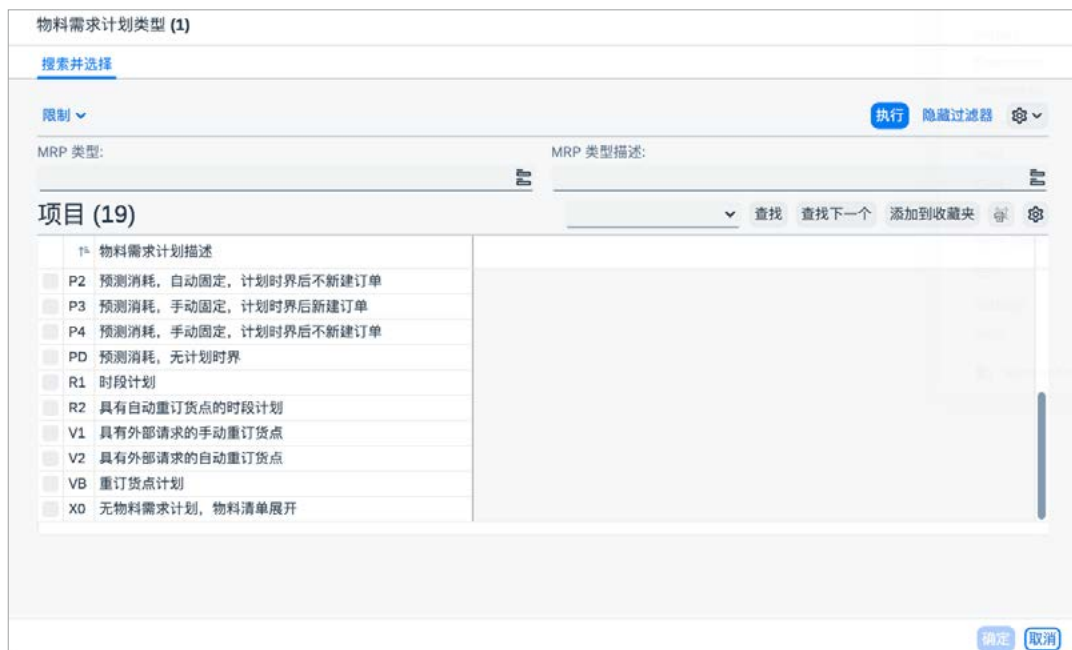 物料需求计划类型 (1)
搜索并选择
限制 执行 隐藏过滤器
MRP 类型: MRP 类型描述:
项目 (19) 查找 查找下一个 添加到收藏夹
物料需求计划描述
P2 预测消耗，自动固定，计划时界后不新建订单
P3 预测消耗，手动固定，计划时界后新建订单
P4 预测消耗，手动固定，计划时界后不新建订单
PD 预测消耗，无计划时界
R1 时段计划
R2 具有自动重订货点的时段计划
V1 具有外部请求的手动重订货点
V2 具有外部请求的自动重订货点
VB 重订货点计划
X0 无物料需求计划，物料清单展开
确定 取消